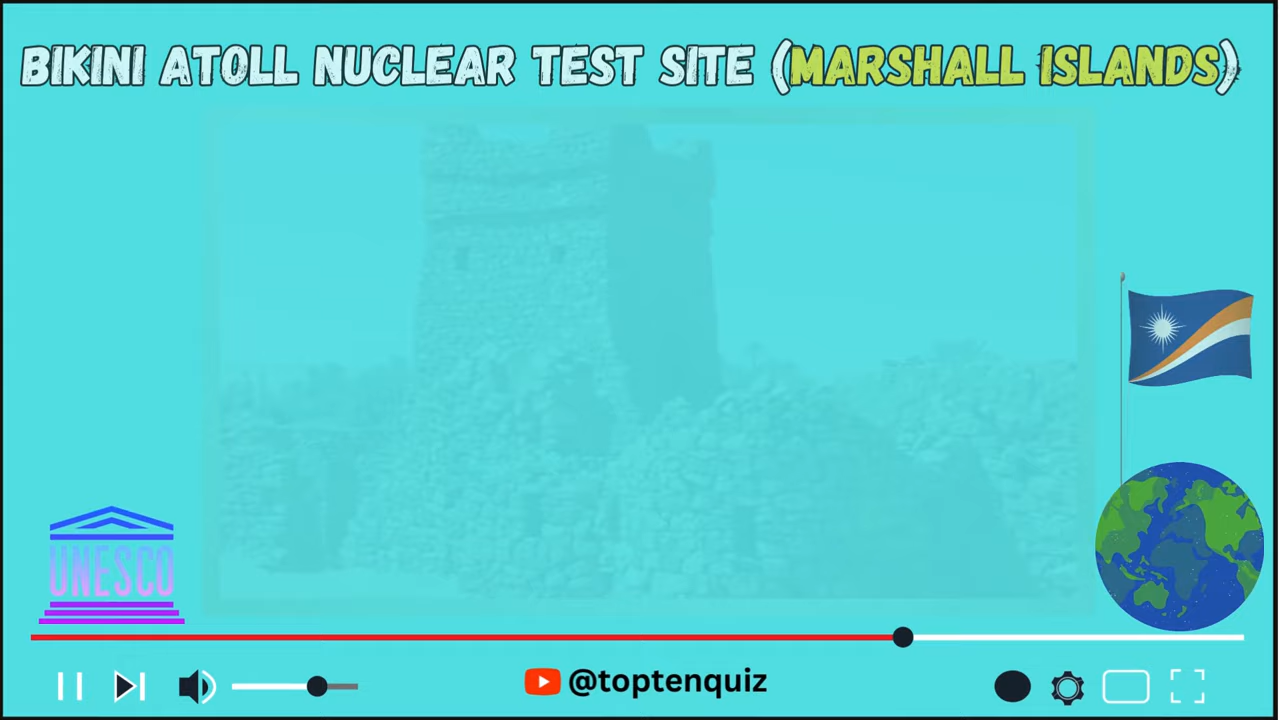 BIKINI ATOLL NUCLEAR TEST SITE (MARSHALL ISLANDS)
UNESCO
@toptenquiz